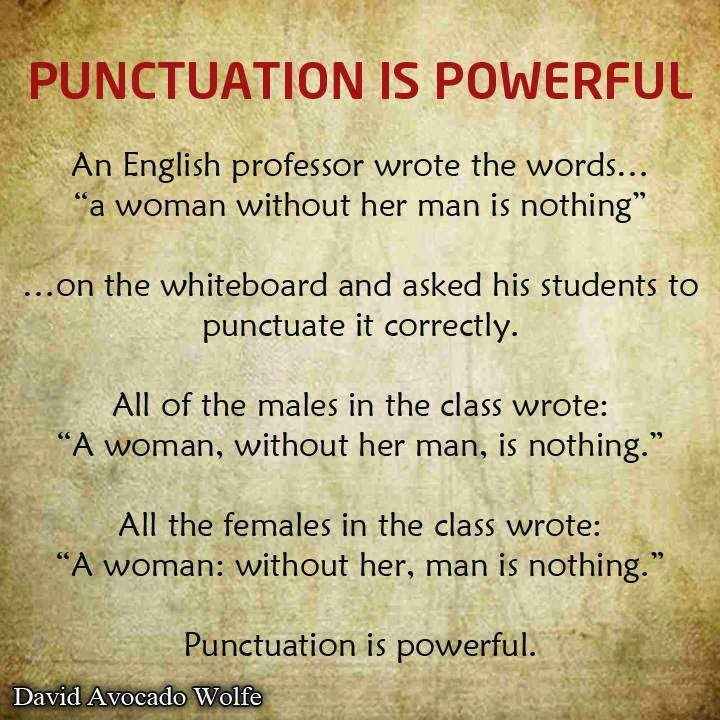 PUNCTUATION IS POWERFUL
An English professor wrote the words...
“a woman without her man is nothing”
...on the whiteboard and asked his students to
punctuate it correctly.
All of the males in the class wrote:
“A woman, without her man, is nothing.”
All the females in the class wrote:
“A woman: without her, man is nothing.”
Punctuation is powerful.
David Avocado Wolfe